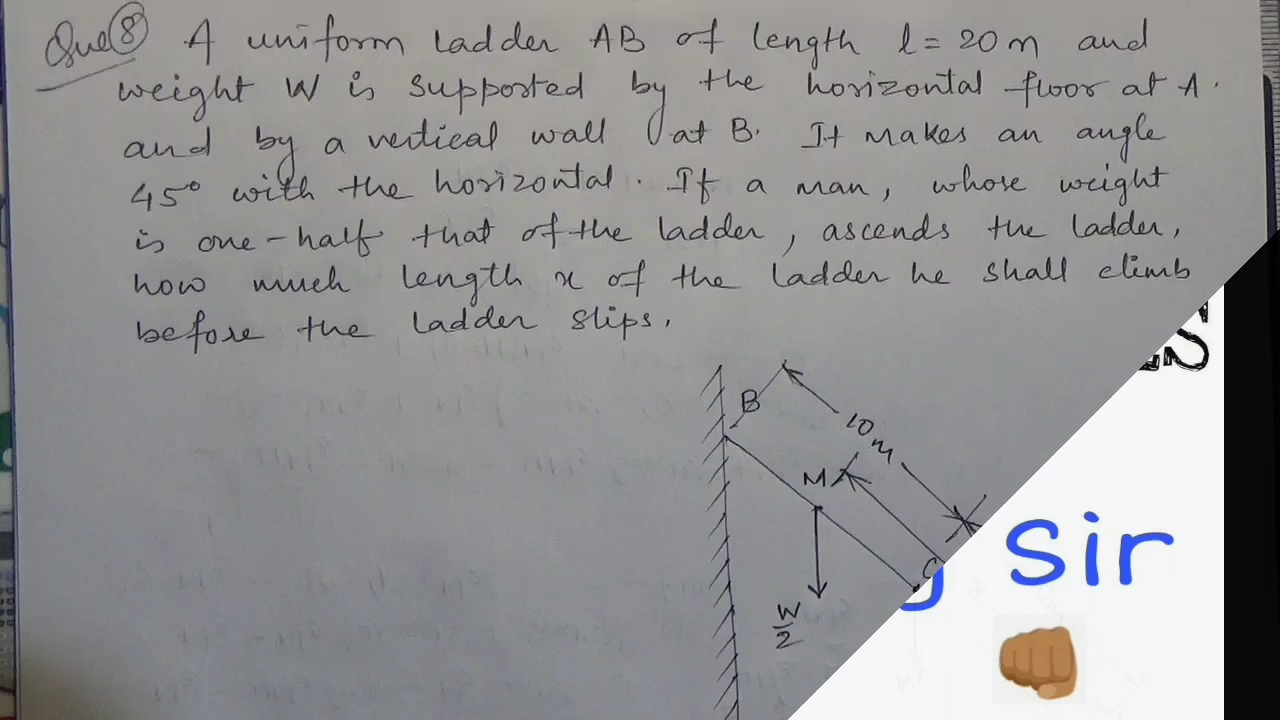 Que 8 A uniform ladder AB of length l = 20 m and
weight W is supported by the horizontal floor at A.
and by a vertical wall at B. It makes an angle
45° with the horizontal. If a man, whose weight
is one-half that of the ladder, ascends the ladder,
how much length x of the ladder he shall climb
before the ladder slips.
B
10m
M
C
W/2
Sir